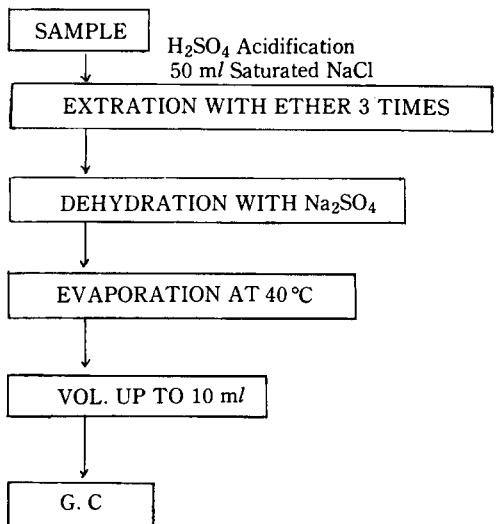 SAMPLE
H₂SO₄ Acidification
50 ml Saturated NaCl
EXTRATION WITH ETHER 3 TIMES
DEHYDRATION WITH Na₂SO₄
EVAPORATION AT 40 °C
VOL. UP TO 10 ml
G. C